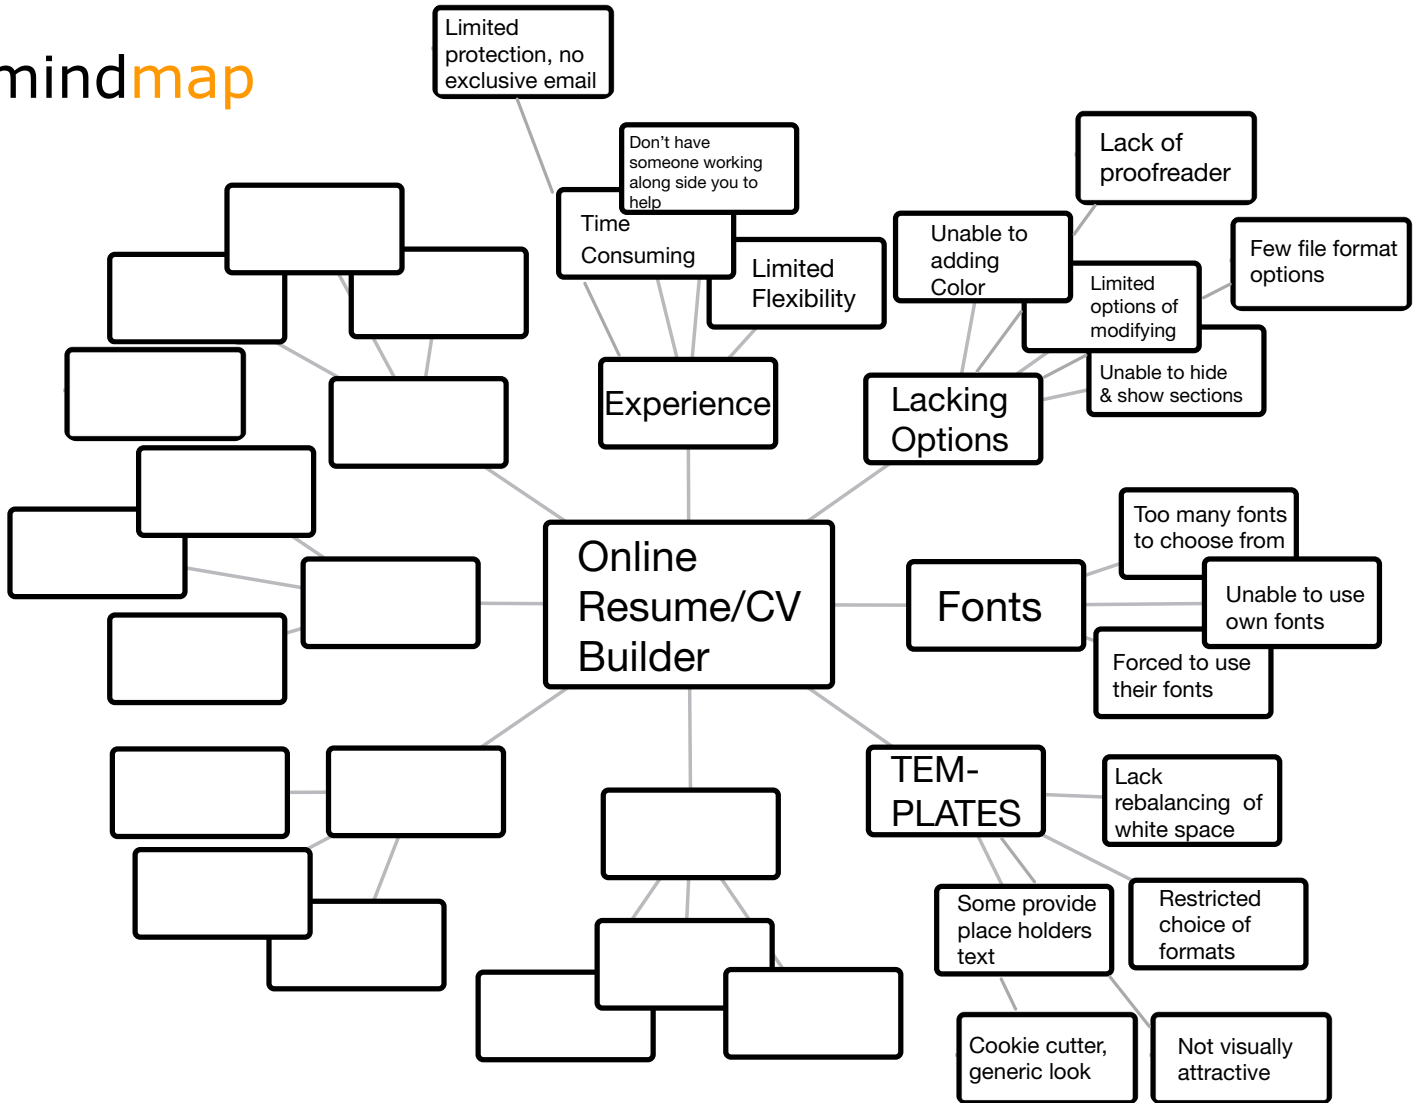 mindmap
Limited
protection, no
exclusive email
Don't have
someone working
along side you to
help
Time
Consuming
Limited
Flexibility
Experience
Lack of
proofreader
Unable to
adding
Color
Few file format
options
Limited
options of
modifying
Unable to hide
& show sections
Lacking
Options
Online
Resume/CV
Builder
Fonts
Too many fonts
to choose from
Unable to use
own fonts
Forced to use
their fonts
TEM-
PLATES
Lack
rebalancing of
white space
Some provide
place holders
text
Restricted
choice of
formats
Cookie cutter,
generic look
Not visually
attractive